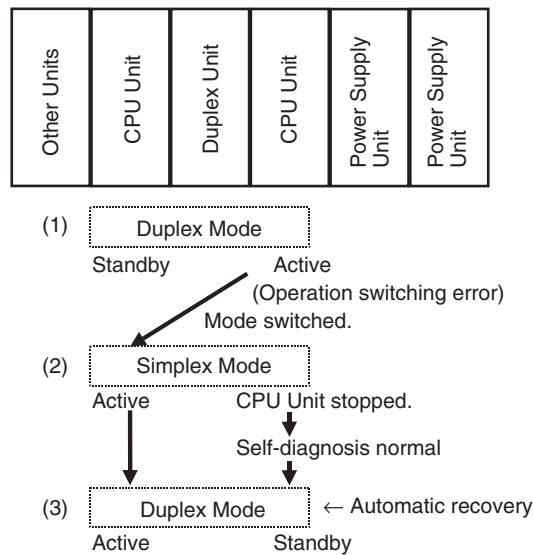 Other Units
CPU Unit
Duplex Unit
CPU Unit
Power Supply
Unit
Power Supply
Unit
(1) Duplex Mode
Standby Active
(Operation switching error)
Mode switched.
(2) Simplex Mode
Active CPU Unit stopped.
Self-diagnosis normal
(3) Duplex Mode ← Automatic recovery
Active Standby